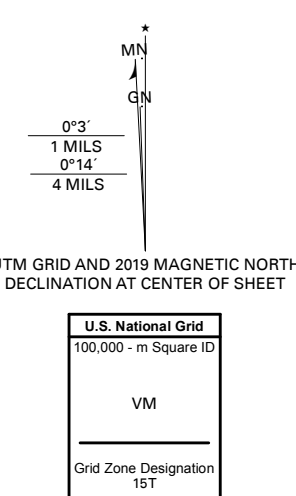 ★
MN
GN
0°3´
1 MILS
0°14´
4 MILS
UTM GRID AND 2019 MAGNETIC NORTH
DECLINATION AT CENTER OF SHEET
U.S. National Grid
100,000 - m Square ID
VM
Grid Zone Designation
15T